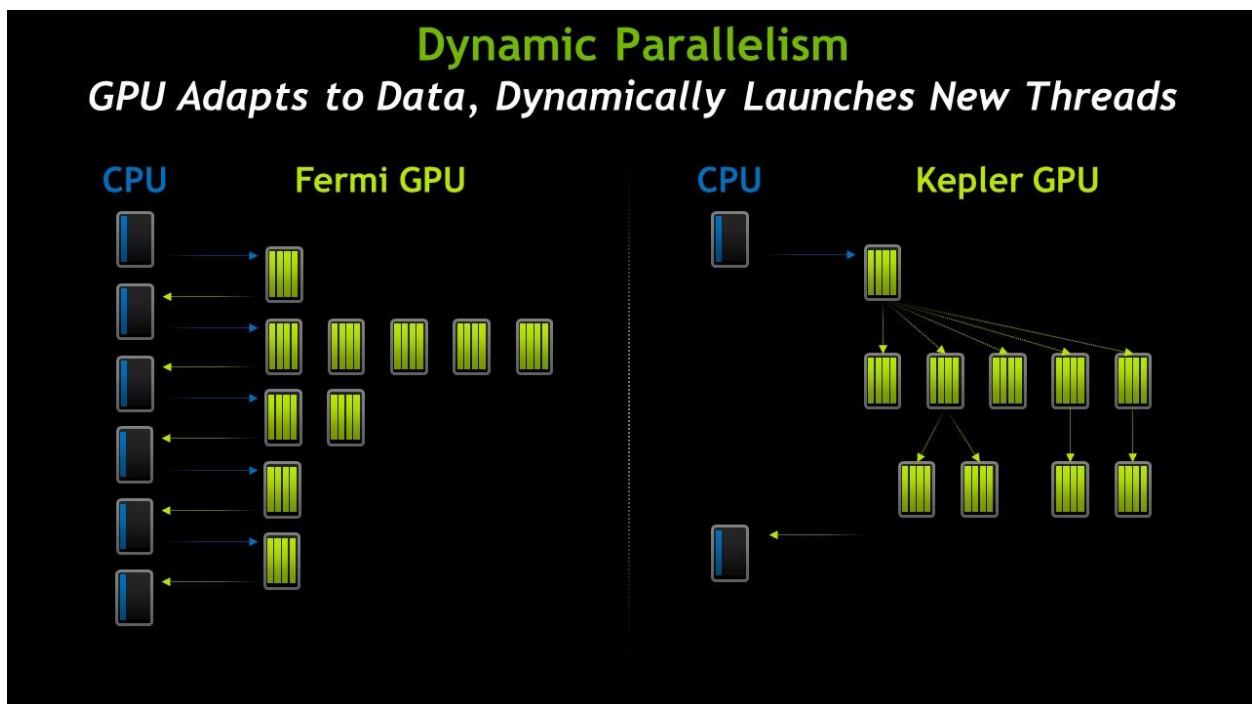 Dynamic Parallelism
GPU Adapts to Data, Dynamically Launches New Threads
CPU
Fermi GPU
CPU
Kepler GPU